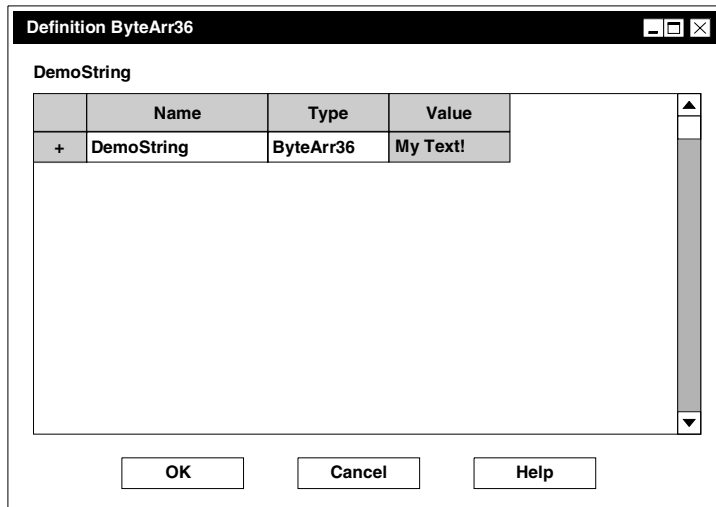 Definition ByteArr36
DemoString
Name Type Value
+ DemoString ByteArr36 My Text!
OK Cancel Help